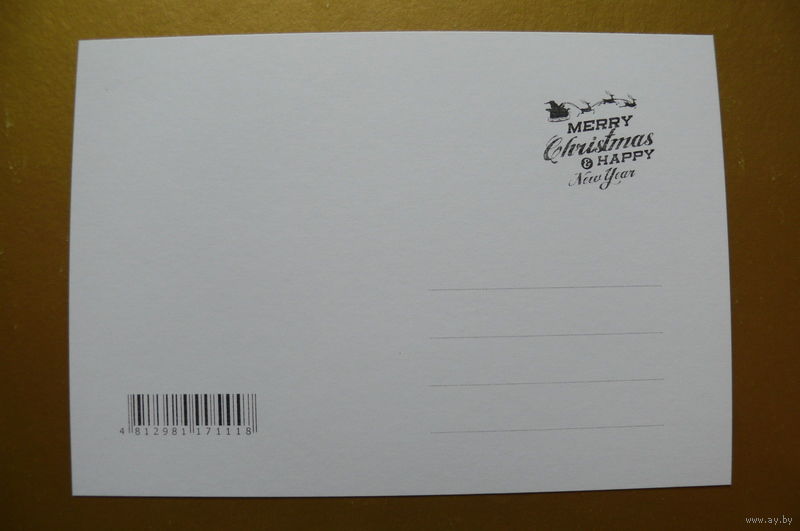 MERRY
Christmas
& HAPPY
New Year
4 812981 171118
www.ay.by